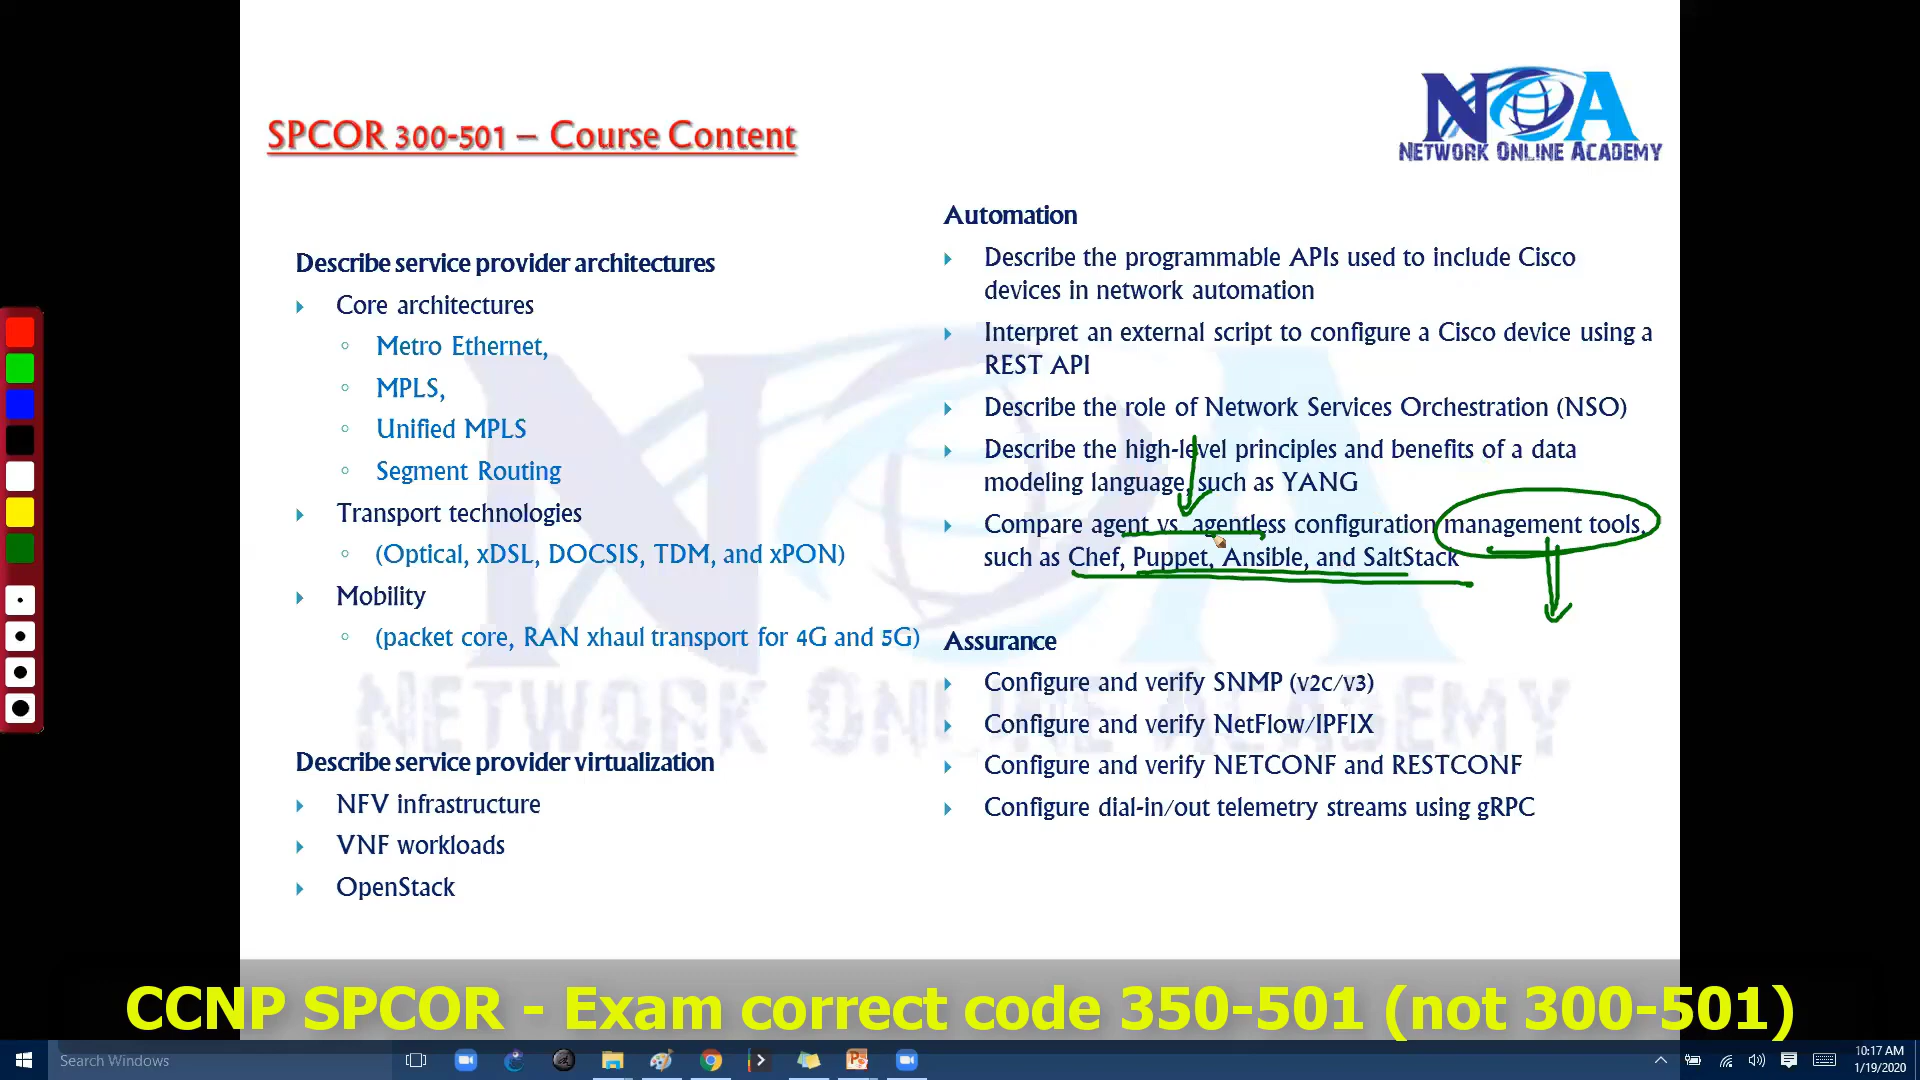 SPCOR 300-501 – Course Content
NOA
NETWORK ONLINE ACADEMY
Describe service provider architectures
Core architectures
Metro Ethernet,
MPLS,
Unified MPLS
Segment Routing
Transport technologies
(Optical, xDSL, DOCSIS, TDM, and xPON)
Mobility
(packet core, RAN xhaul transport for 4G and 5G)
Describe service provider virtualization
NFV infrastructure
VNF workloads
OpenStack
Automation
Describe the programmable APIs used to include Cisco
devices in network automation
Interpret an external script to configure a Cisco device using a
REST API
Describe the role of Network Services Orchestration (NSO)
Describe the high-level principles and benefits of a data
modeling language, such as YANG
Compare agent vs. agentless configuration management tools,
such as Chef, Puppet, Ansible, and SaltStack
Assurance
Configure and verify SNMP (v2c/v3)
Configure and verify NetFlow/IPFIX
Configure and verify NETCONF and RESTCONF
Configure dial-in/out telemetry streams using gRPC
NOA
NETWORK ONLINE ACADEMY
CCNP SPCOR - Exam correct code 350-501 (not 300-501)
Search Windows
10:17 AM
1/19/2020